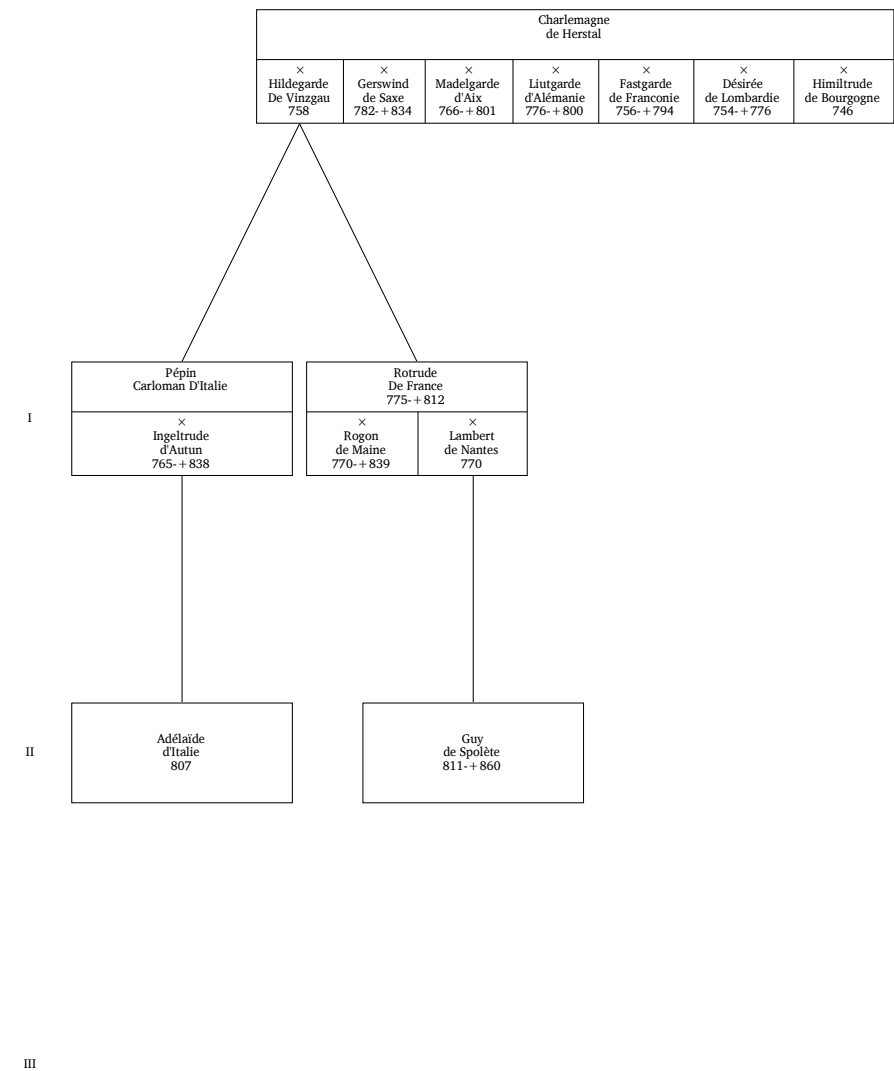 Charlemagne
de Herstal
×
Hildegarde
De Vinzgau
758
×
Gerswind
de Saxe
782-+834
×
Madelgarde
d'Aix
766-+801
×
Liutgarde
d'Alémanie
776-+800
×
Fastgarde
de Franconie
756-+794
×
Désirée
de Lombardie
754-+776
×
Himiltrude
de Bourgogne
746
I
Pépin
Carloman D'Italie
×
Ingeltrude
d'Autun
765-+838
Rotrude
De France
775-+812
×
Rogon
de Maine
770-+839
×
Lambert
de Nantes
770
II
Adélaïde
d'Italie
807
Guy
de Spolète
811-+860
III